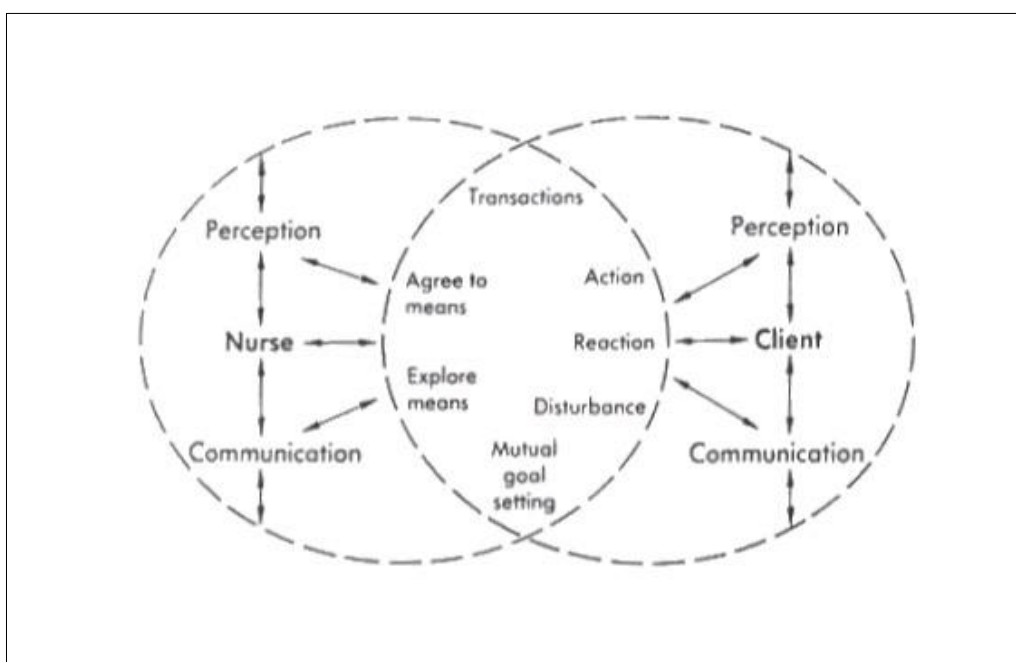 Transactions
Perception
Perception
Agree to
means
Action
Nurse
Reaction
Client
Explore
means
Disturbance
Communication
Mutual
goal
setting
Communication